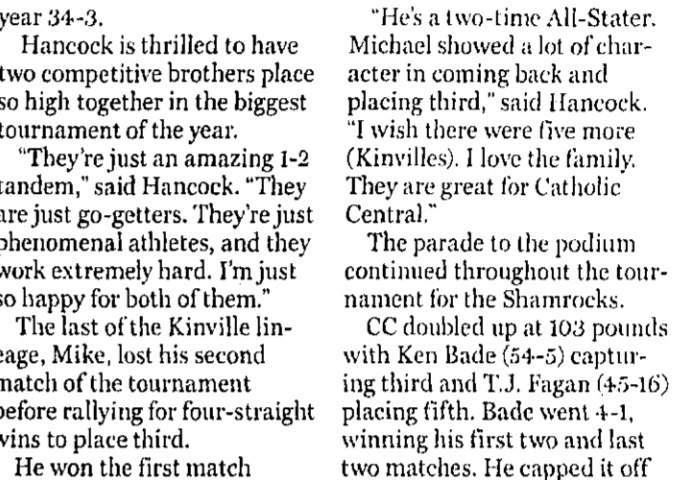 year 34-3.
Hancock is thrilled to have
two competitive brothers place
so high together in the biggest
tournament of the year.
"They're just an amazing 1-2
tandem," said Hancock. "They
are just go-getters. They're just
phenomenal athletes, and they
work extremely hard. I'm just
so happy for both of them."
The last of the Kinville lin-
eage, Mike, lost his second
match of the tournament
before rallying for four-straight
wins to place third.
He won the first match
"He's a two-time All-Stater.
Michael showed a lot of char-
acter in coming back and
placing third," said Hancock.
"I wish there were five more
(Kinvilles). I love the family.
They are great for Catholic
Central."
The parade to the podium
continued throughout the tour-
nament for the Shamrocks.
CC doubled up at 103 pounds
with Ken Bade (54-5) captur-
ing third and T.J. Fagan (45-16)
placing fifth. Bade went 4-1,
winning his first two and last
two matches. He capped it off